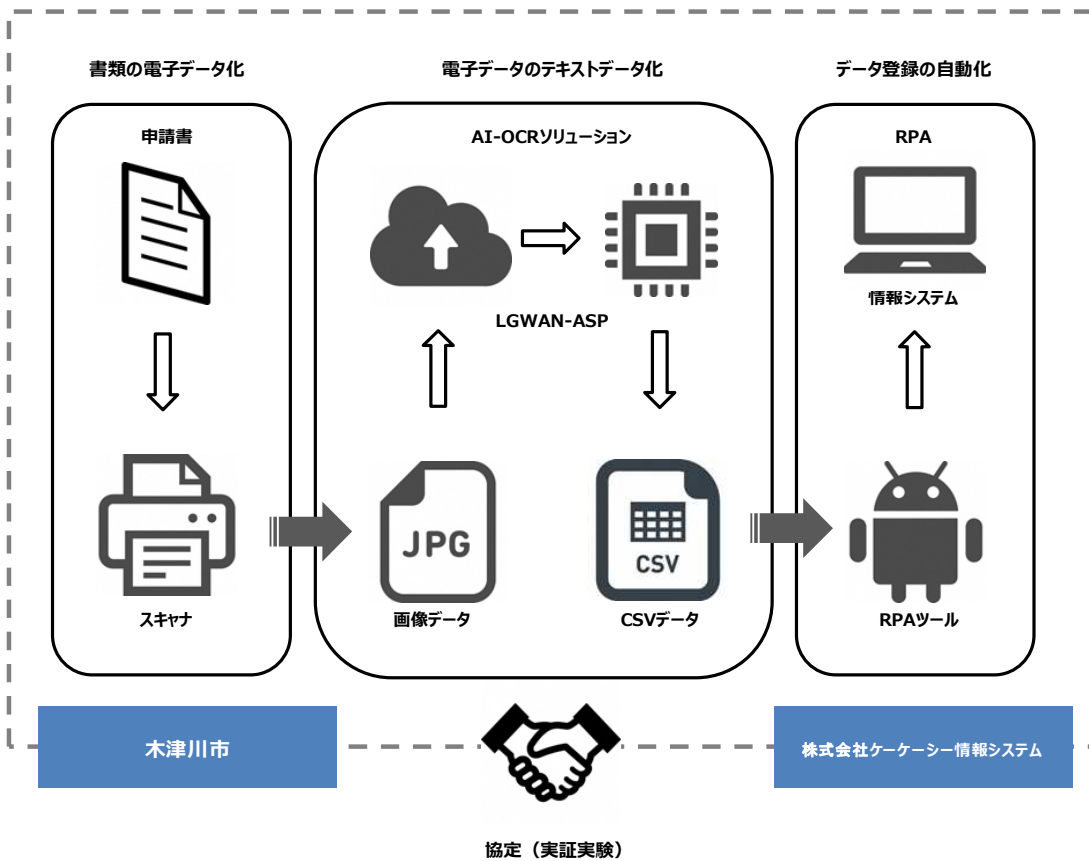 書類の電子データ化
電子データのテキストデータ化
データ登録の自動化
申請書
スキャナ
AI-OCRソリューション
LGWAN-ASP
JPG
画像データ
CSV
CSVデータ
RPA
情報システム
RPAツール
木津川市
株式会社ケーケーシー情報システム
協定（実証実験）